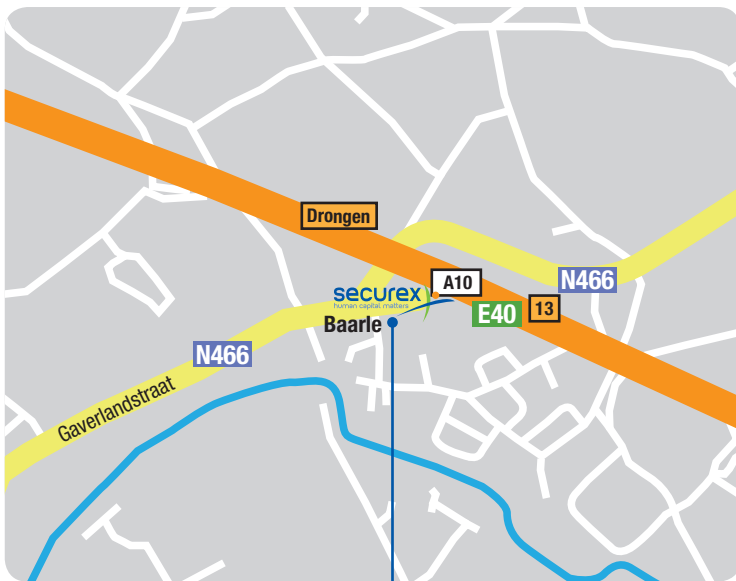 Drongen
A10
securex
human capital matters
N466
E40
13
Baarle
N466
Gaverlandstraat